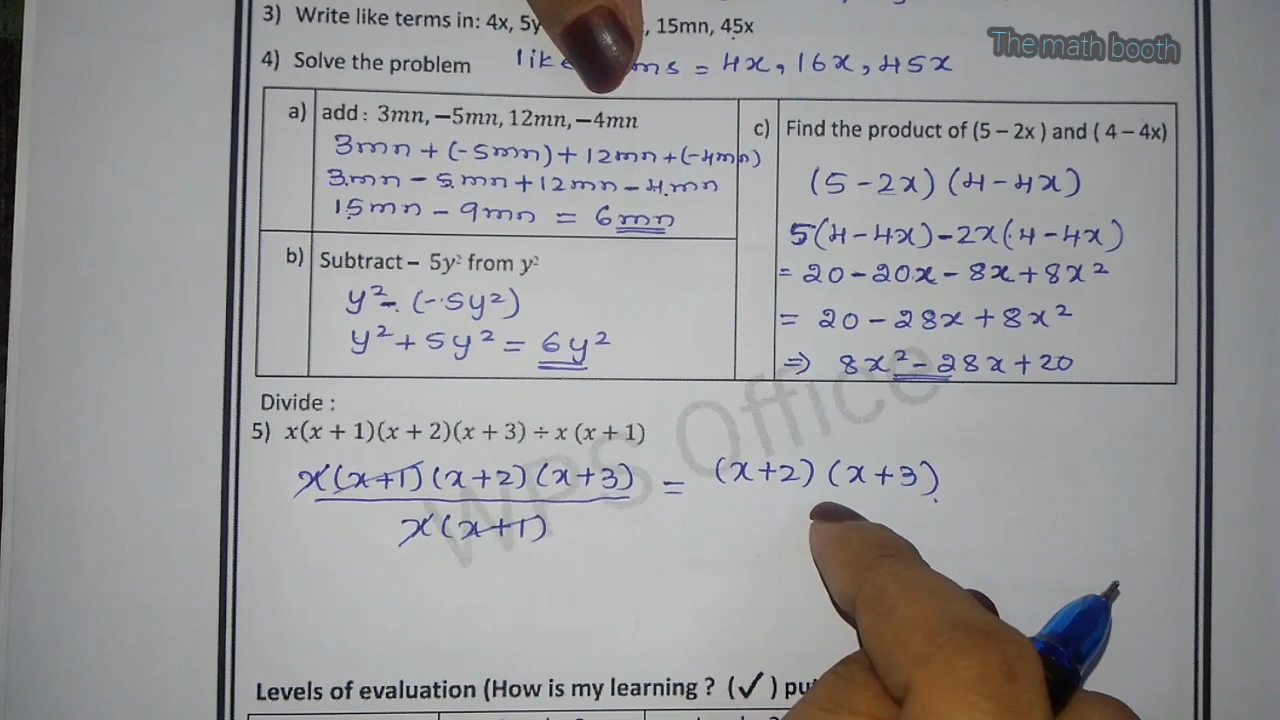 3) Write like terms in: 4x, 5y , 15mn, 45x
The math booth
4) Solve the problem
like = 4x, 16x, 45x
a) add : 3mn, −5mn, 12mn, −4mn
3mn + (-5mn) + 12mn + (-4mn)
3mn - 5mn + 12mn - 4mn
15mn - 9mn = 6mn
b) Subtract – 5y² from y²
y² - (-5y²)
y² + 5y² = 6y²
c) Find the product of (5 – 2x ) and ( 4 – 4x)
(5 - 2x) (4 - 4x)
5(4 - 4x) - 2x(4 - 4x)
= 20 - 20x - 8x + 8x²
= 20 - 28x + 8x²
⇒ 8x² - 28x + 20
Divide :
5) x(x + 1)(x + 2)(x + 3) ÷ x (x + 1)
x(x+1)(x+2)(x+3) = (x+2)(x+3)
x(x+1)
WPS Office
Levels of evaluation (How is my learning ? (✓)